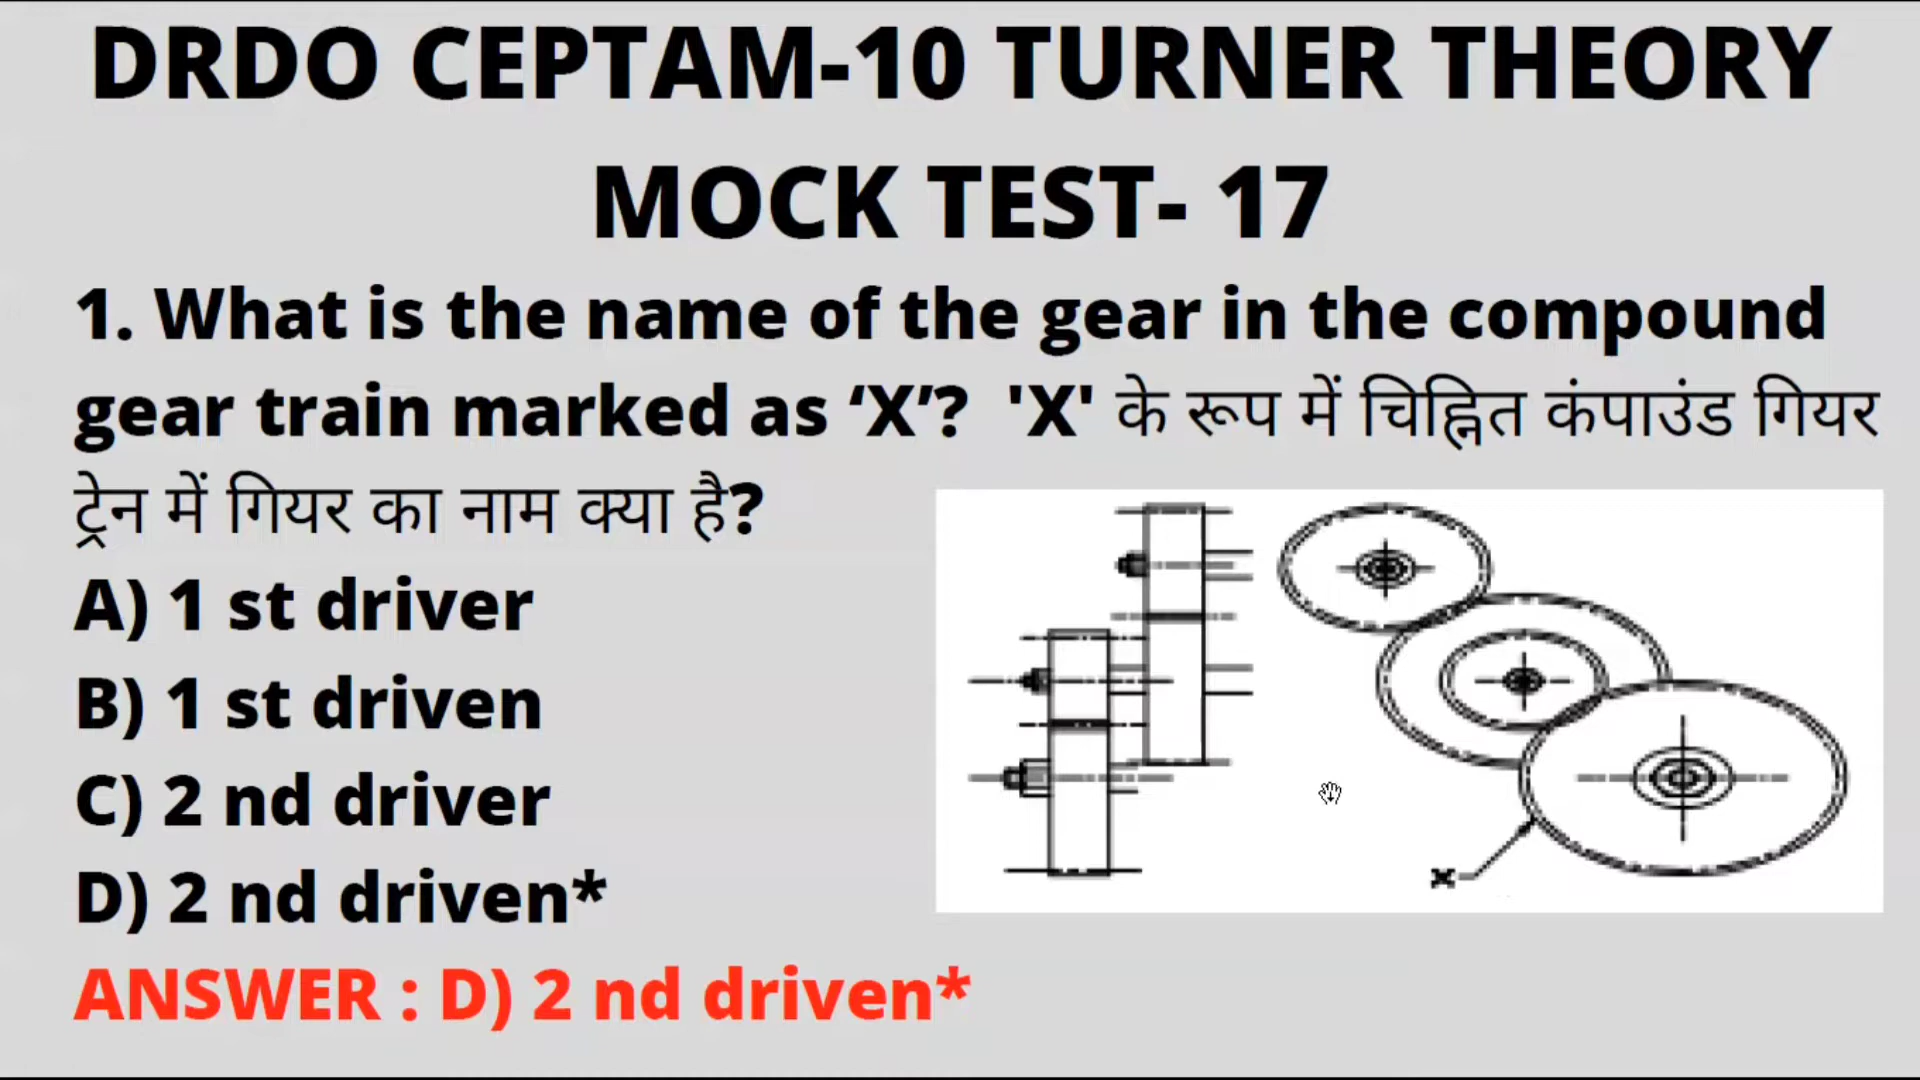 DRDO CEPTAM-10 TURNER THEORY
MOCK TEST- 17
1. What is the name of the gear in the compound
gear train marked as ‘X’?  'X' के रूप में चिह्नित कंपाउंड गियर
ट्रेन में गियर का नाम क्या है?
A) 1 st driver
B) 1 st driven
C) 2 nd driver
D) 2 nd driven*
X
ANSWER : D) 2 nd driven*